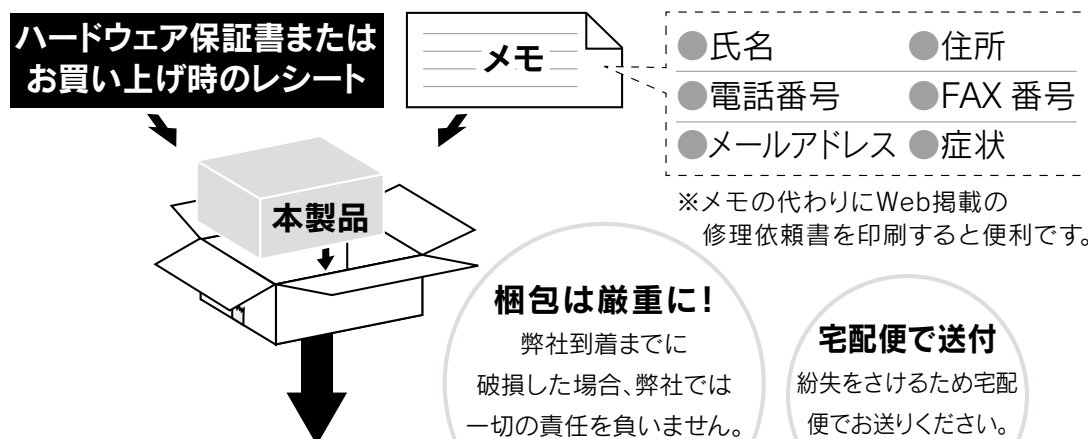 ハードウェア保証書または
お買い上げ時のレシート
メモ
●氏名 ●住所
●電話番号 ●FAX 番号
●メールアドレス ●症状
※メモの代わりにWeb掲載の
修理依頼書を印刷すると便利です。
本製品
梱包は厳重に!
弊社到着までに
破損した場合、弊社では
一切の責任を負いません。
宅配便で送付
紛失をさけるため宅配
便でお送りください。